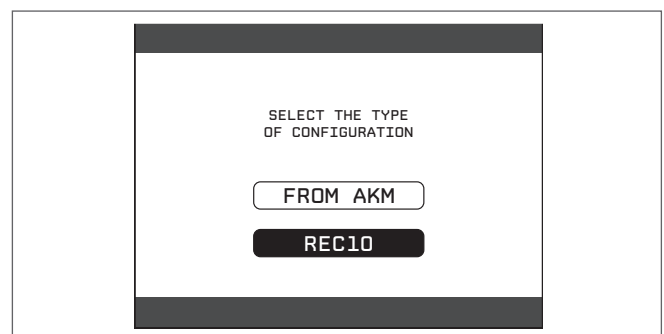 SELECT THE TYPE
OF CONFIGURATION
FROM AKM
REC10